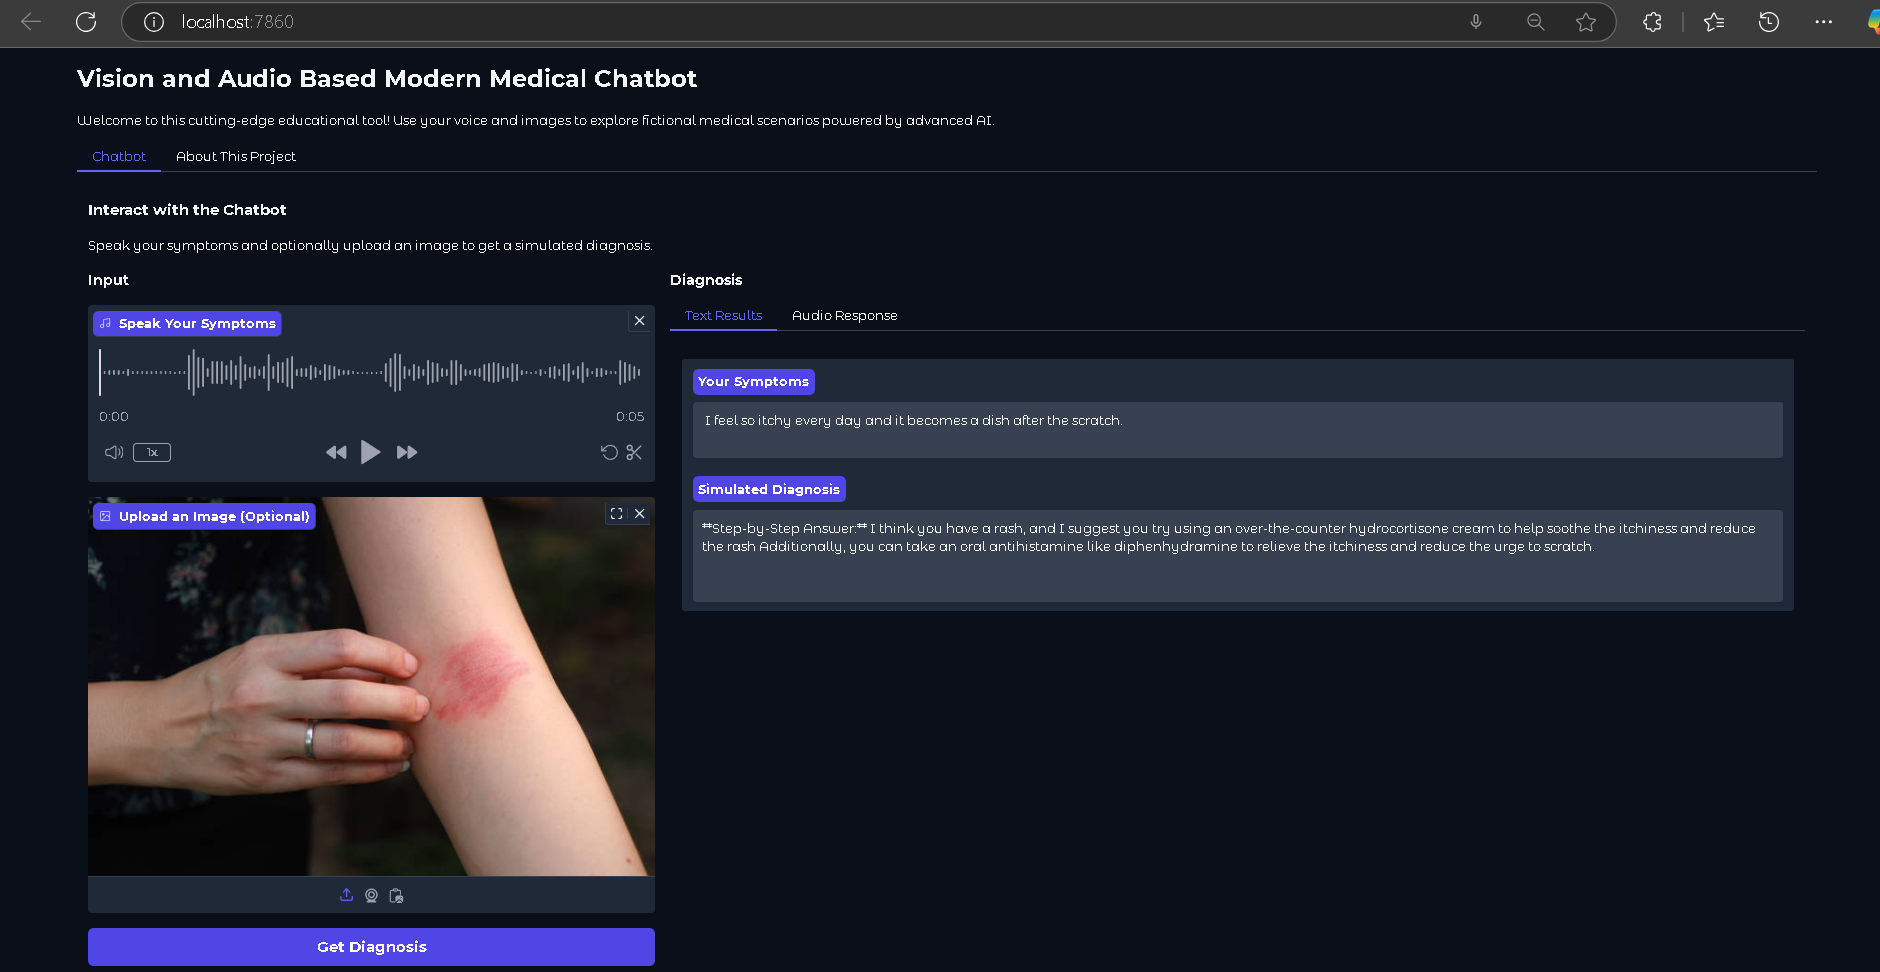 localhost:7860
Vision and Audio Based Modern Medical Chatbot
Welcome to this cutting-edge educational tool! Use your voice and images to explore fictional medical scenarios powered by advanced AI.
Chatbot
About This Project
Interact with the Chatbot
Speak your symptoms and optionally upload an image to get a simulated diagnosis.
Input
Speak Your Symptoms
0:00
0:05
1x
Upload an Image (Optional)
Get Diagnosis
Diagnosis
Text Results
Audio Response
Your Symptoms
I feel so itchy every day and it becomes a dish after the scratch.
Simulated Diagnosis
**Step-by-Step Answer:** I think you have a rash, and I suggest you try using an over-the-counter hydrocortisone cream to help soothe the itchiness and reduce
the rash Additionally, you can take an oral antihistamine like diphenhydramine to relieve the itchiness and reduce the urge to scratch.